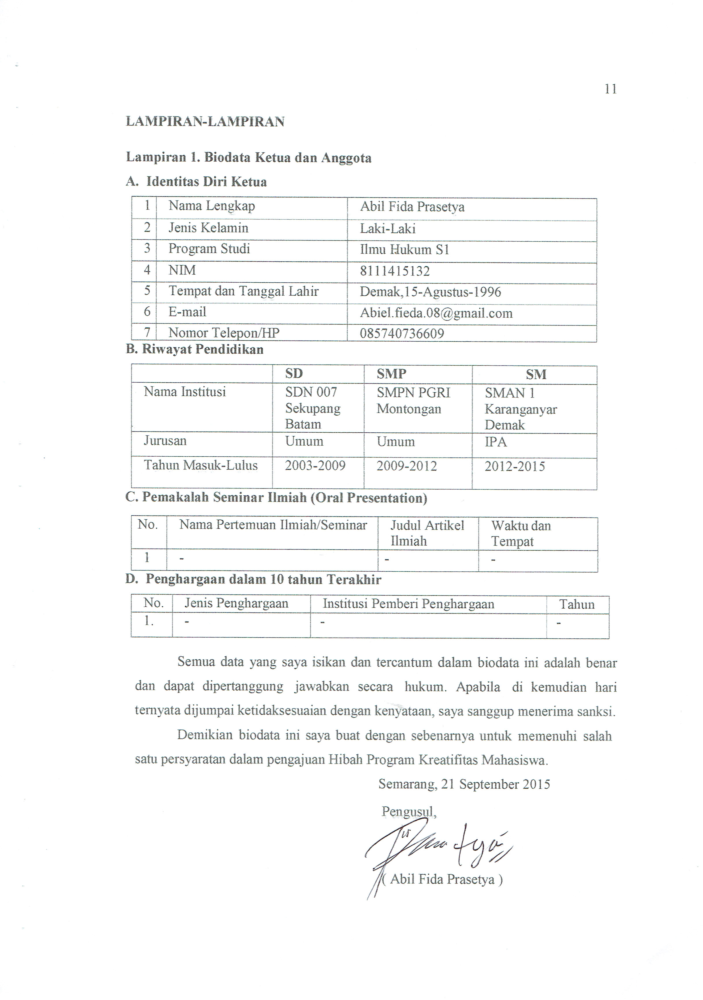 11
LAMPIRAN-LAMPIRAN
Lampiran 1. Biodata Ketua dan Anggota
A. Identitas Diri Ketua
1 Nama Lengkap Abil Fida Prasetya
2 Jenis Kelamin Laki-Laki
3 Program Studi Ilmu Hukum S1
4 NIM 8111415132
5 Tempat dan Tanggal Lahir Demak,15-Agustus-1996
6 E-mail Abiel.fieda.08@gmail.com
7 Nomor Telepon/HP 085740736609
B. Riwayat Pendidikan
SD SMP SM
Nama Institusi SDN 007 SMPN PGRI SMAN 1
Sekupang Montongan Karanganyar
Batam Demak
Jurusan Umum Umum IPA
Tahun Masuk-Lulus 2003-2009 2009-2012 2012-2015
C. Pemakalah Seminar Ilmiah (Oral Presentation)
No. Nama Pertemuan Ilmiah/Seminar Judul Artikel Waktu dan
Ilmiah Tempat
1 - - -
D. Penghargaan dalam 10 tahun Terakhir
No. Jenis Penghargaan Institusi Pemberi Penghargaan Tahun
1. - - -
Semua data yang saya isikan dan tercantum dalam biodata ini adalah benar
dan dapat dipertanggung jawabkan secara hukum. Apabila di kemudian hari
ternyata dijumpai ketidaksesuaian dengan kenyataan, saya sanggup menerima sanksi.
Demikian biodata ini saya buat dengan sebenarnya untuk memenuhi salah
satu persyaratan dalam pengajuan Hibah Program Kreatifitas Mahasiswa.
Semarang, 21 September 2015
Pengusul,
( Abil Fida Prasetya )